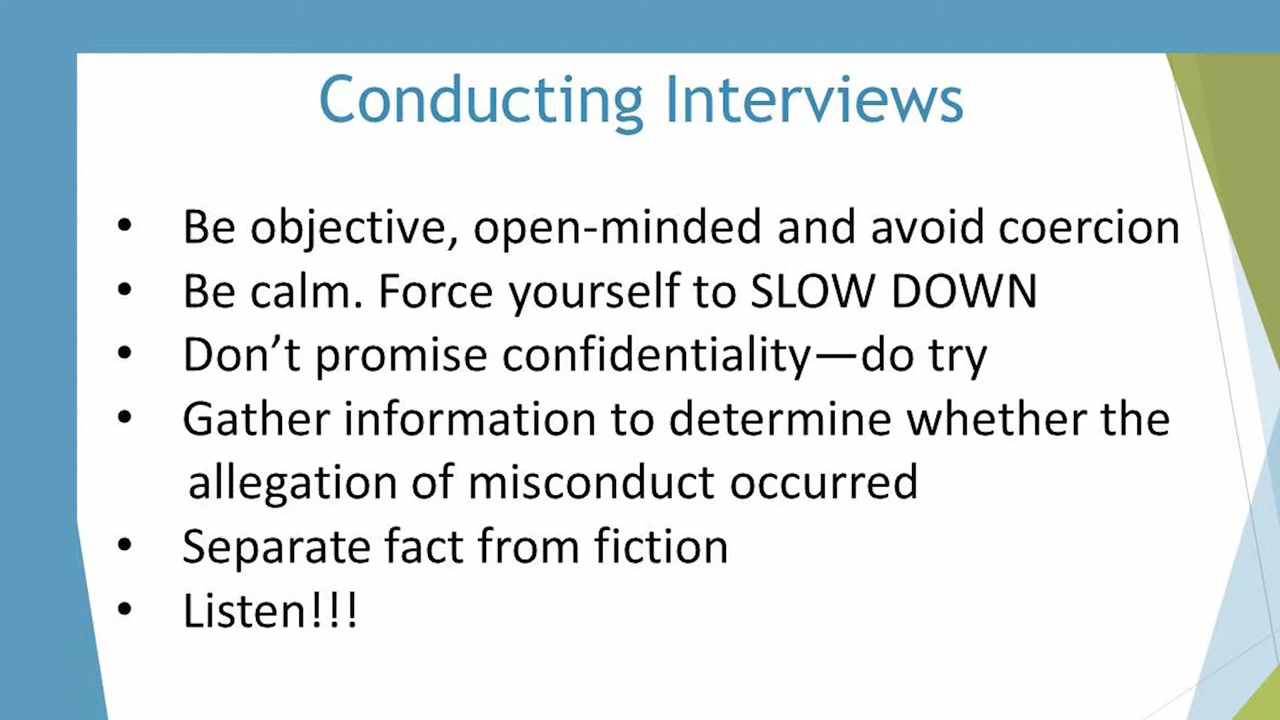 Conducting Interviews
• Be objective, open-minded and avoid coercion
• Be calm. Force yourself to SLOW DOWN
• Don’t promise confidentiality—do try
• Gather information to determine whether the
allegation of misconduct occurred
• Separate fact from fiction
• Listen!!!